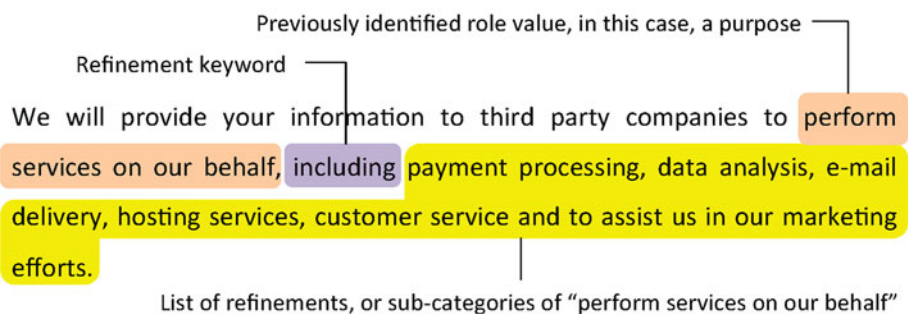 Previously identified role value, in this case, a purpose
Refinement keyword
We will provide your information to third party companies to perform
services on our behalf, including payment processing, data analysis, e-mail
delivery, hosting services, customer service and to assist us in our marketing
efforts.
List of refinements, or sub-categories of “perform services on our behalf”